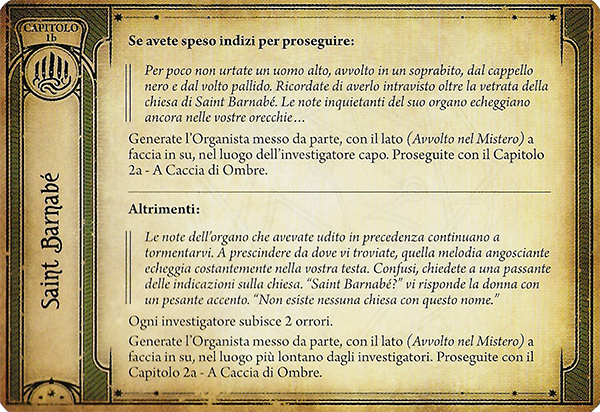 CAPITOLO
1b
Saint Barnabé
Se avete speso indizi per proseguire:
Per poco non urtate un uomo alto, avvolto in un soprabito, dal cappello
nero e dal volto pallido. Ricordate di averlo intravisto oltre la vetrata della
chiesa di Saint Barnabé. Le note inquietanti del suo organo echeggiano
ancora nelle vostre orecchie…
Generate l'Organista messo da parte, con il lato (Avvolto nel Mistero) a
faccia in su, nel luogo dell'investigatore capo. Proseguite con il Capitolo
2a - A Caccia di Ombre.
Altrimenti:
Le note dell'organo che avevate udito in precedenza continuano a
tormentarvi. A prescindere da dove vi troviate, quella melodia angosciante
echeggia costantemente nella vostra testa. Confusi, chiedete a una passante
delle indicazioni sulla chiesa. “Saint Barnabé?” vi risponde la donna con
un pesante accento. “Non esiste nessuna chiesa con questo nome.”
Ogni investigatore subisce 2 orrori.
Generate l'Organista messo da parte, con il lato (Avvolto nel Mistero) a
faccia in su, nel luogo più lontano dagli investigatori. Proseguite con il
Capitolo 2a - A Caccia di Ombre.